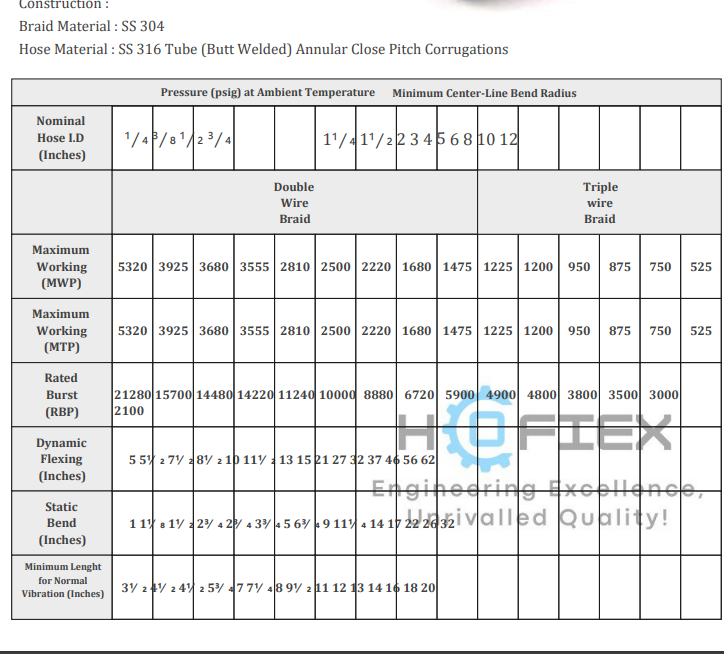 Construction :
Braid Material : SS 304
Hose Material : SS 316 Tube (Butt Welded) Annular Close Pitch Corrugations
Pressure (psig) at Ambient Temperature Minimum Center-Line Bend Radius
Nominal
Hose I.D
(Inches)
1/4 3/8 1/2 3/4 1 1/4 1 1/2 2 3 4 5 6 8 10 12
Double
Wire
Braid
Triple
wire
Braid
Maximum
Working
(MWP)
5320 3925 3680 3555 2810 2500 2220 1680 1475 1225 1200 950 875 750 525
Maximum
Working
(MTP)
5320 3925 3680 3555 2810 2500 2220 1680 1475 1225 1200 950 875 750 525
Rated
Burst
(RBP)
21280 15700 14480 14220 11240 10000 8880 6720 5900 4900 4800 3800 3500 3000
2100
HOFIEX
Dynamic
Flexing
(Inches)
5 51/2 71/2 81/2 10 111/2 13 15 21 27 32 37 46 56 62
Engineering Excellence,
Unrivalled Quality!
Static
Bend
(Inches)
1 11/8 11/2 23/4 23/4 33/4 5 63/4 9 111/4 14 17 22 26 32
Minimum Lenght
for Normal
Vibration (Inches)
31/2 41/2 41/2 53/4 7 71/4 8 91/2 11 12 13 14 16 18 20